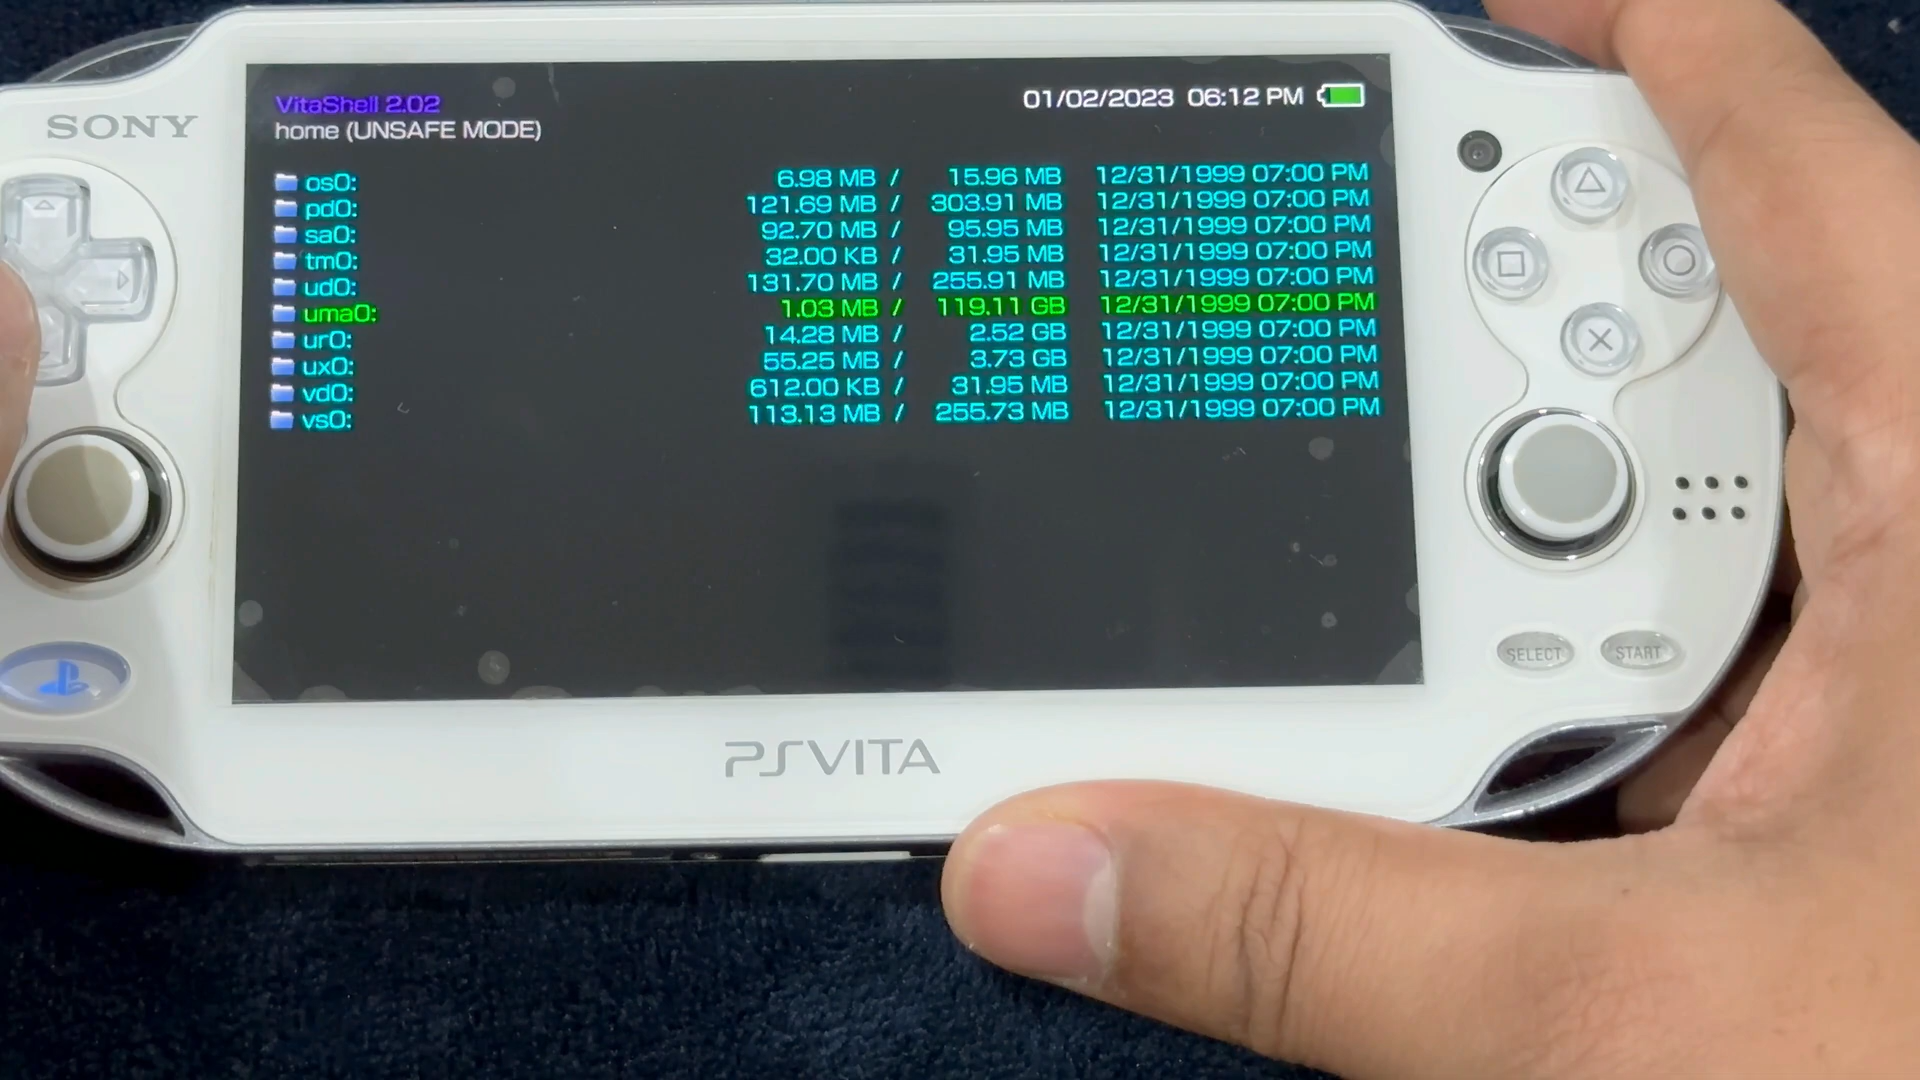 SONY
VitaShell 2.02
01/02/2023 06:12 PM
home (UNSAFE MODE)
os0: 6.98 MB / 15.96 MB 12/31/1999 07:00 PM
pd0: 121.69 MB / 303.91 MB 12/31/1999 07:00 PM
sa0: 92.70 MB / 95.95 MB 12/31/1999 07:00 PM
tm0: 32.00 KB / 31.95 MB 12/31/1999 07:00 PM
ud0: 131.70 MB / 255.91 MB 12/31/1999 07:00 PM
uma0: 1.03 MB / 119.11 GB 12/31/1999 07:00 PM
ur0: 14.28 MB / 2.52 GB 12/31/1999 07:00 PM
ux0: 55.25 MB / 3.73 GB 12/31/1999 07:00 PM
vd0: 612.00 KB / 31.95 MB 12/31/1999 07:00 PM
vs0: 113.13 MB / 255.73 MB 12/31/1999 07:00 PM
SELECT START
PSVITA